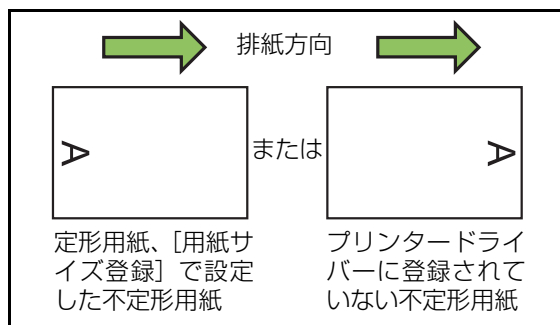 排紙方向
A
または
A
定形用紙、［用紙サ
イズ登録］で設定
した不定形用紙
プリンタードライ
バーに登録されて
いない不定形用紙